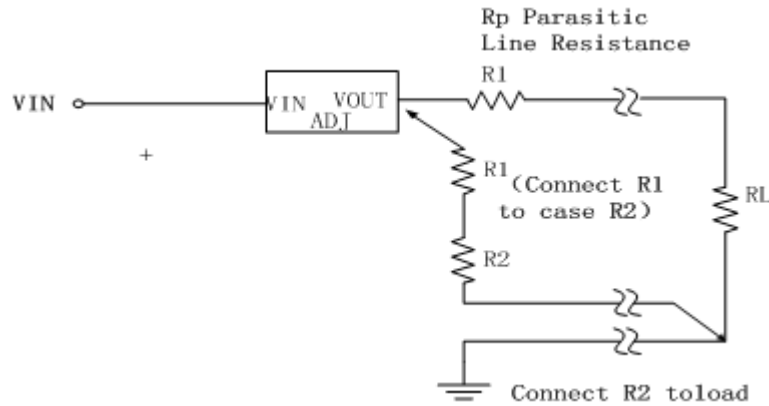 Rp Parasitic
Line Resistance
R1
VIN
VIN VOUT
ADJ
+
R1
(Connect R1
to case R2)
RL
R2
Connect R2 toload